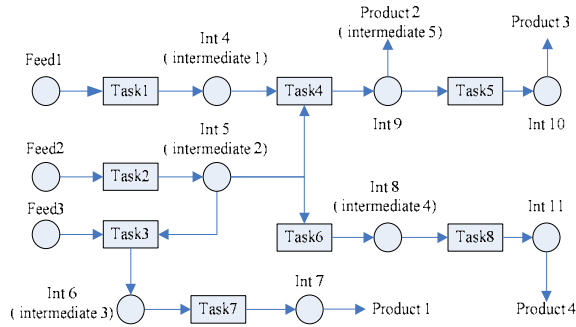 Product 2
( intermediate 5)
Product 3
Int 4
( intermediate 1)
Feed1
Task1
Task4
Task5
Int 9
Int 10
Int 5
( intermediate 2)
Feed2
Task2
Int 8
( intermediate 4)
Int 11
Feed3
Task3
Task6
Task8
Int 6
( intermediate 3)
Int 7
Task7
Product 1
Product 4